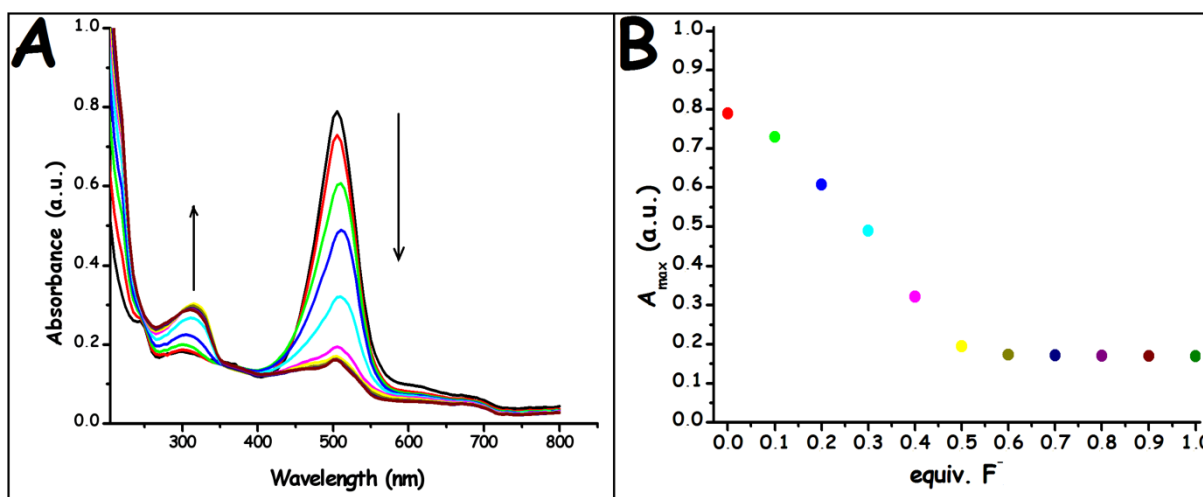 A
1.0
0.8
0.6
0.4
0.2
0.0
Absorbance (a.u.)
300 400 500 600 700 800
Wavelength (nm)
B
1.0
0.9
0.8
0.7
0.6
0.5
0.4
0.3
0.2
0.1
0.0
Amax (a.u.)
0.0 0.1 0.2 0.3 0.4 0.5 0.6 0.7 0.8 0.9 1.0
equiv. F⁻